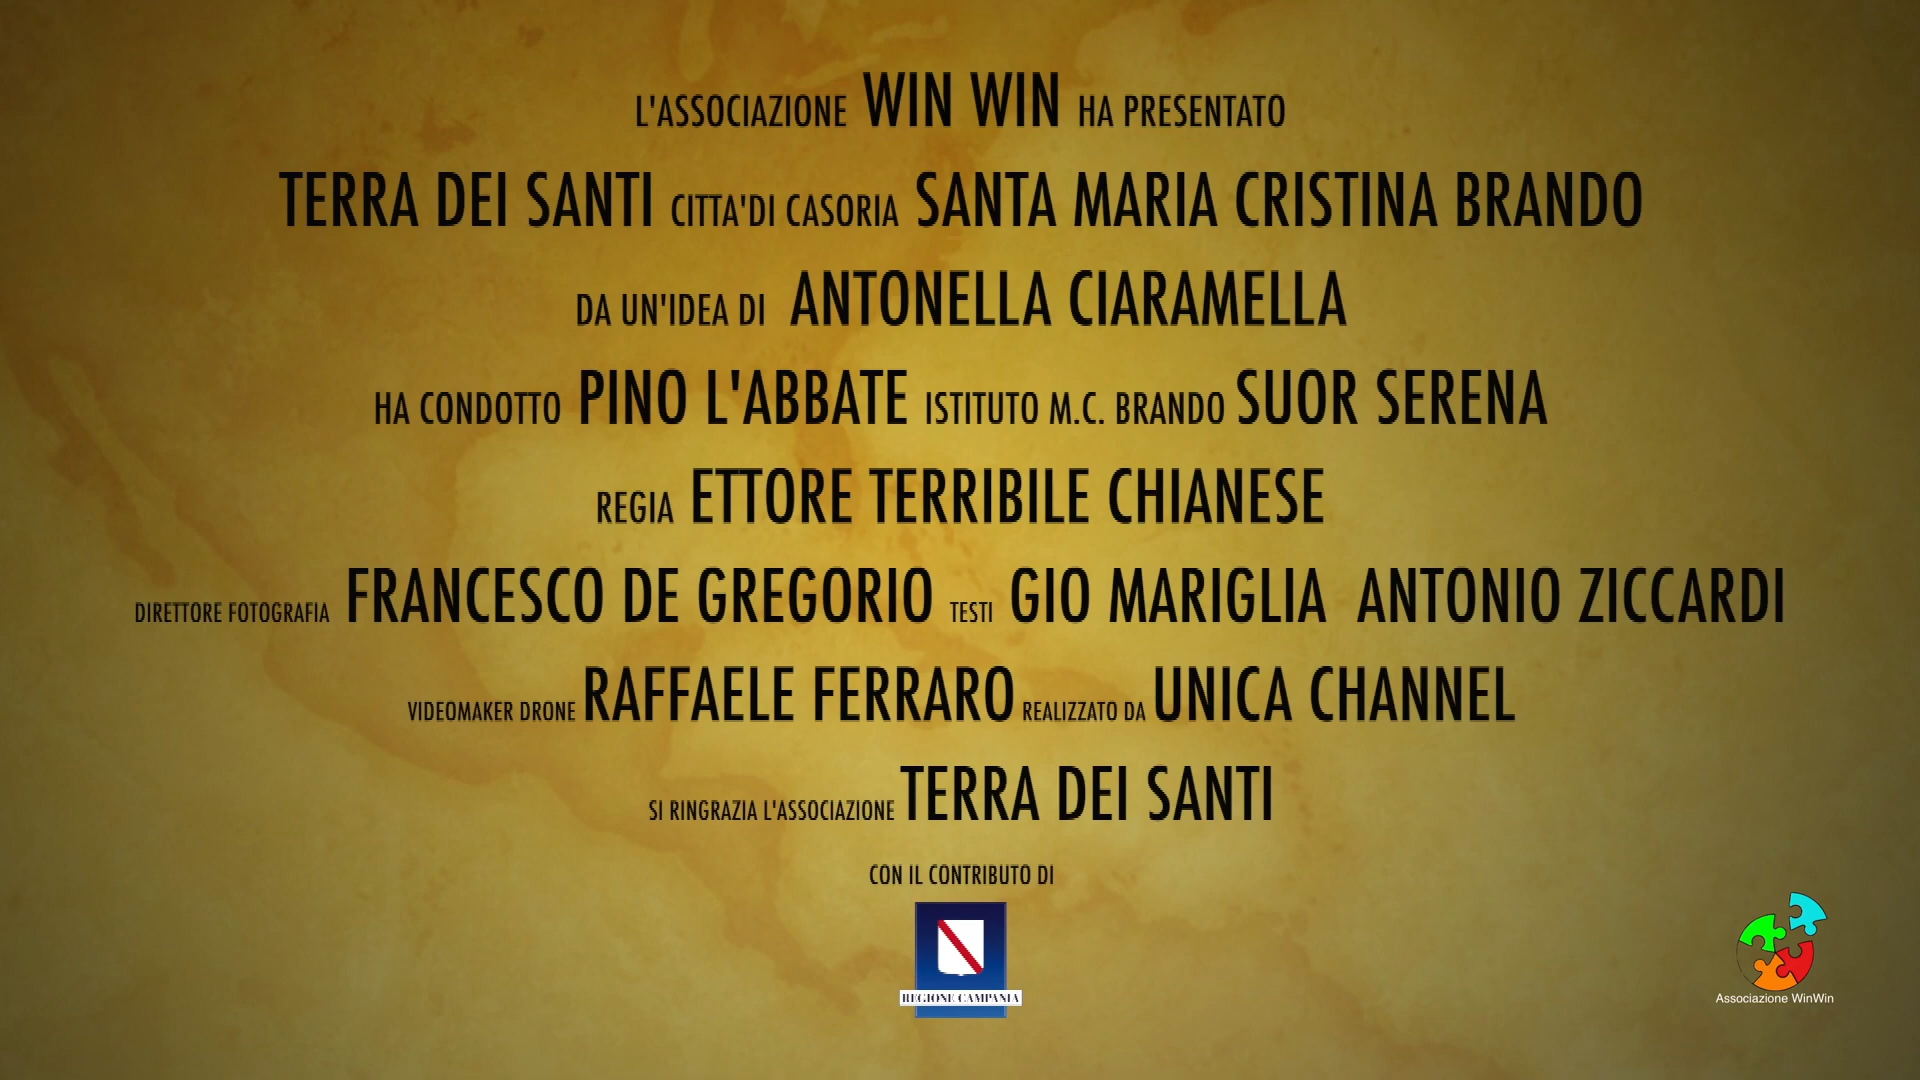 L'ASSOCIAZIONE WIN WIN HA PRESENTATO
TERRA DEI SANTI CITTA'DI CASORIA SANTA MARIA CRISTINA BRANDO
DA UN'IDEA DI ANTONELLA CIARAMELLA
HA CONDOTTO PINO L'ABBATE ISTITUTO M.C. BRANDO SUOR SERENA
REGIA ETTORE TERRIBILE CHIANESE
DIRETTORE FOTOGRAFIA FRANCESCO DE GREGORIO TESTI GIO MARIGLIA ANTONIO ZICCARDI
VIDEOMAKER DRONE RAFFAELE FERRARO REALIZZATO DA UNICA CHANNEL
SI RINGRAZIA L'ASSOCIAZIONE TERRA DEI SANTI
CON IL CONTRIBUTO DI
REGIONE CAMPANIA
Associazione WinWin